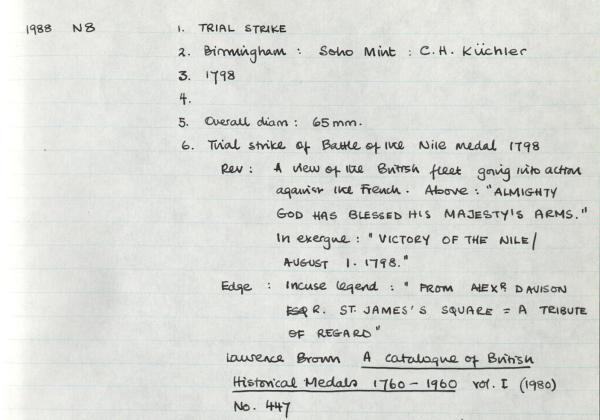 1988 N8 1. TRIAL STRIKE
2. Birmingham : Soho Mint : C.H. Küchler
3. 1798
4.
5. Overall diam : 65mm.
6. Trial strike of Battle of the Nile medal 1798
Rev : A view of the British fleet going into action
against the French. Above : "ALMIGHTY
GOD HAS BLESSED HIS MAJESTY'S ARMS."
In exergue : "VICTORY OF THE NILE/
AUGUST 1. 1798."
Edge : Incuse legend : "FROM ALEXR DAVISON
ESQ R. ST. JAMES'S SQUARE = A TRIBUTE
OF REGARD"
Lawrence Brown A Catalogue of British
Historical Medals 1760 - 1960 vol. I (1980)
No. 447